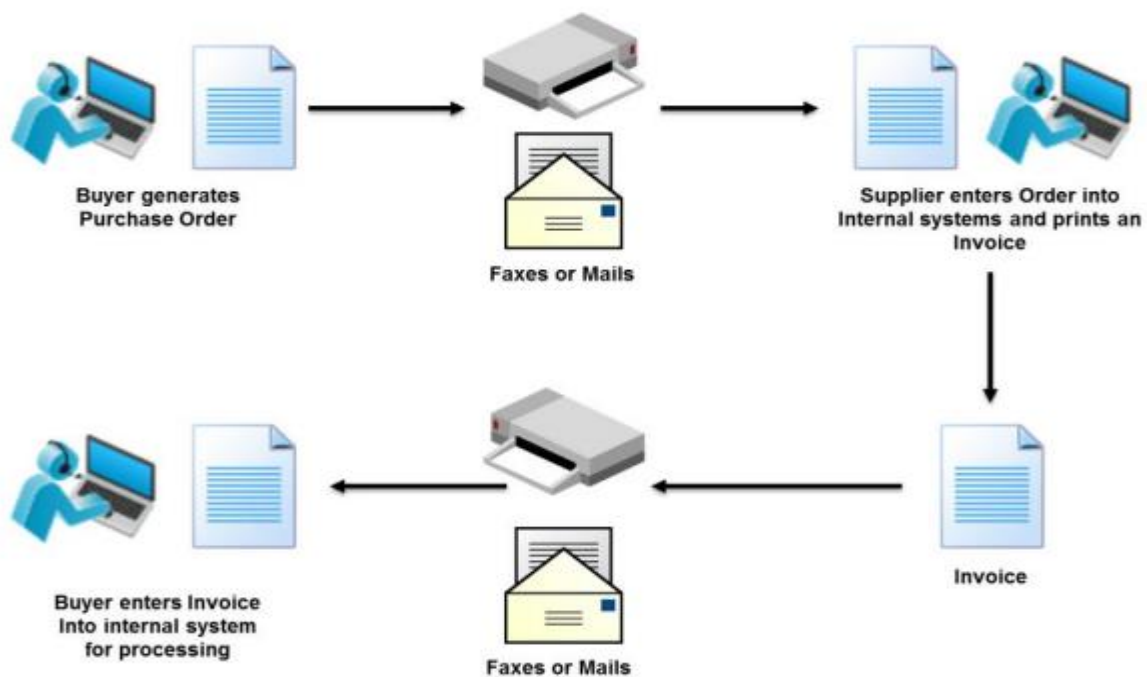 Buyer generates
Purchase Order
Faxes or Mails
Supplier enters Order into
Internal systems and prints an
Invoice
Invoice
Faxes or Mails
Buyer enters Invoice
Into internal system
for processing